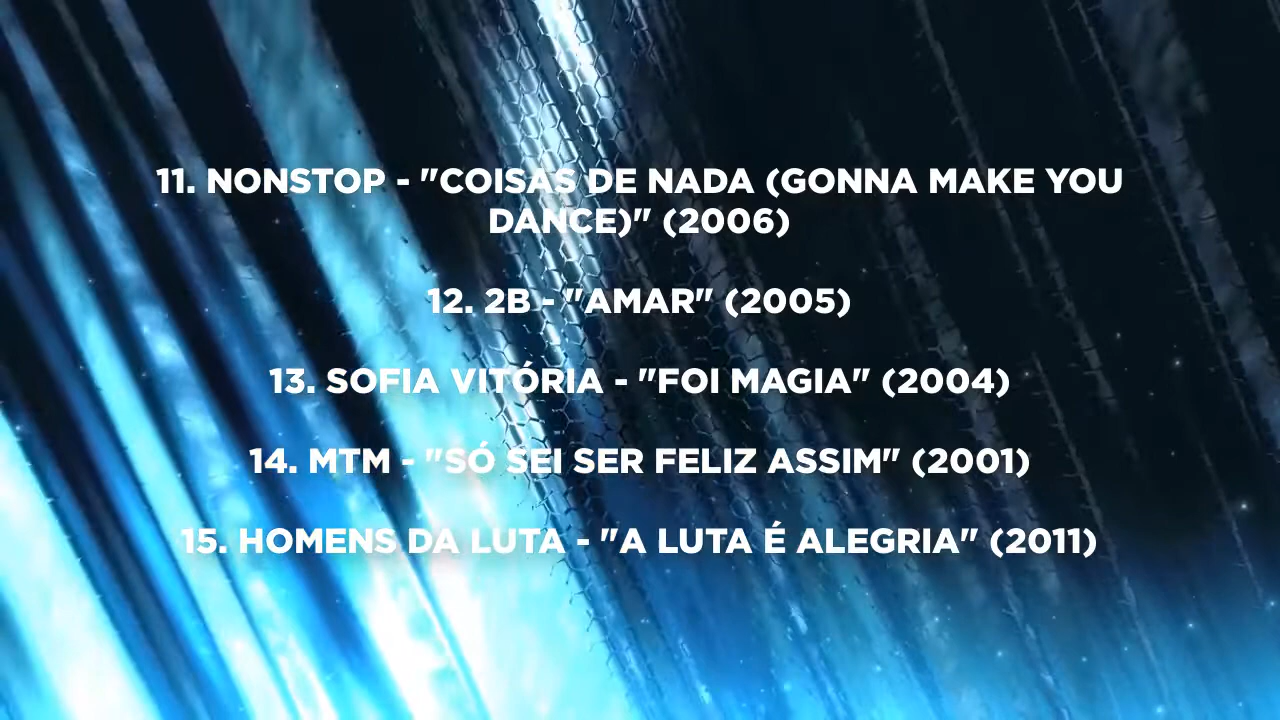 11. NONSTOP - "COISAS DE NADA (GONNA MAKE YOU
DANCE)" (2006)
12. 2B - "AMAR" (2005)
13. SOFIA VITÓRIA - "FOI MAGIA" (2004)
14. MTM - "SÓ SEI SER FELIZ ASSIM" (2001)
15. HOMENS DA LUTA - "A LUTA É ALEGRIA" (2011)